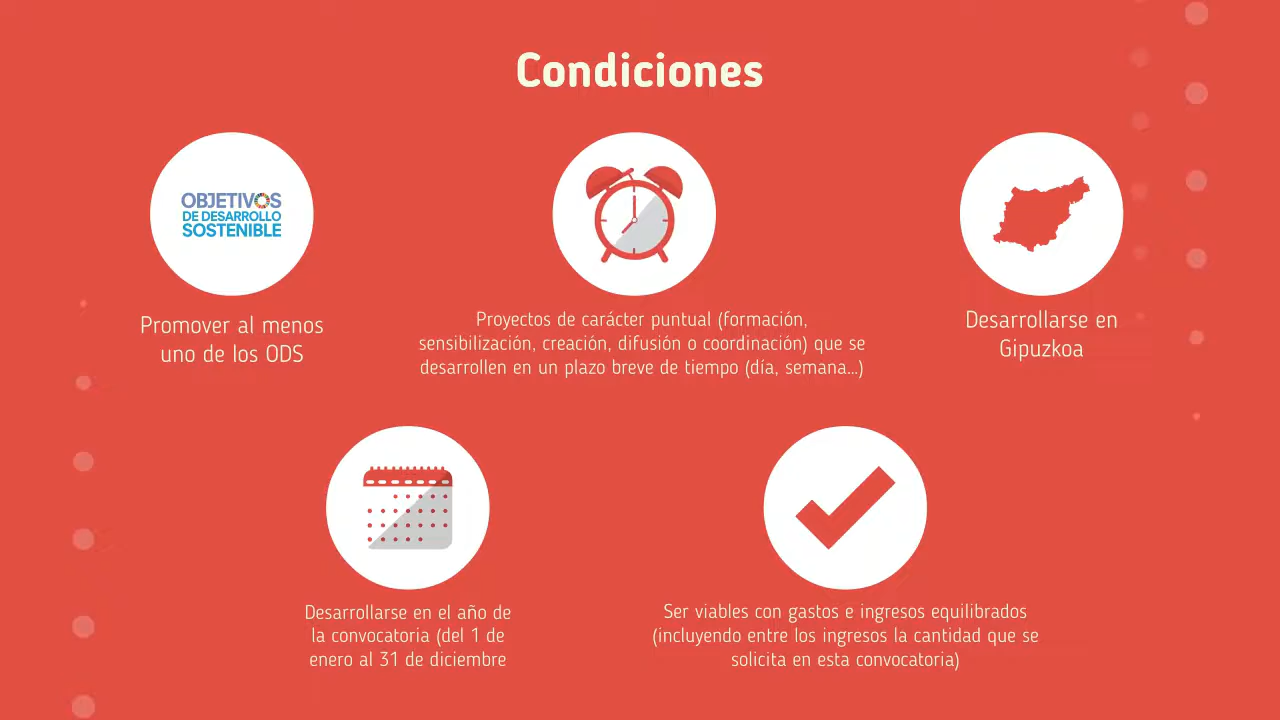 Condiciones
OBJETIVOS
DE DESARROLLO
SOSTENIBLE
Promover al menos
uno de los ODS
Proyectos de carácter puntual (formación,
sensibilización, creación, difusión o coordinación) que se
desarrollen en un plazo breve de tiempo (día, semana...)
Desarrollarse en
Gipuzkoa
Desarrollarse en el año de
la convocatoria (del 1 de
enero al 31 de diciembre
Ser viables con gastos e ingresos equilibrados
(incluyendo entre los ingresos la cantidad que se
solicita en esta convocatoria)